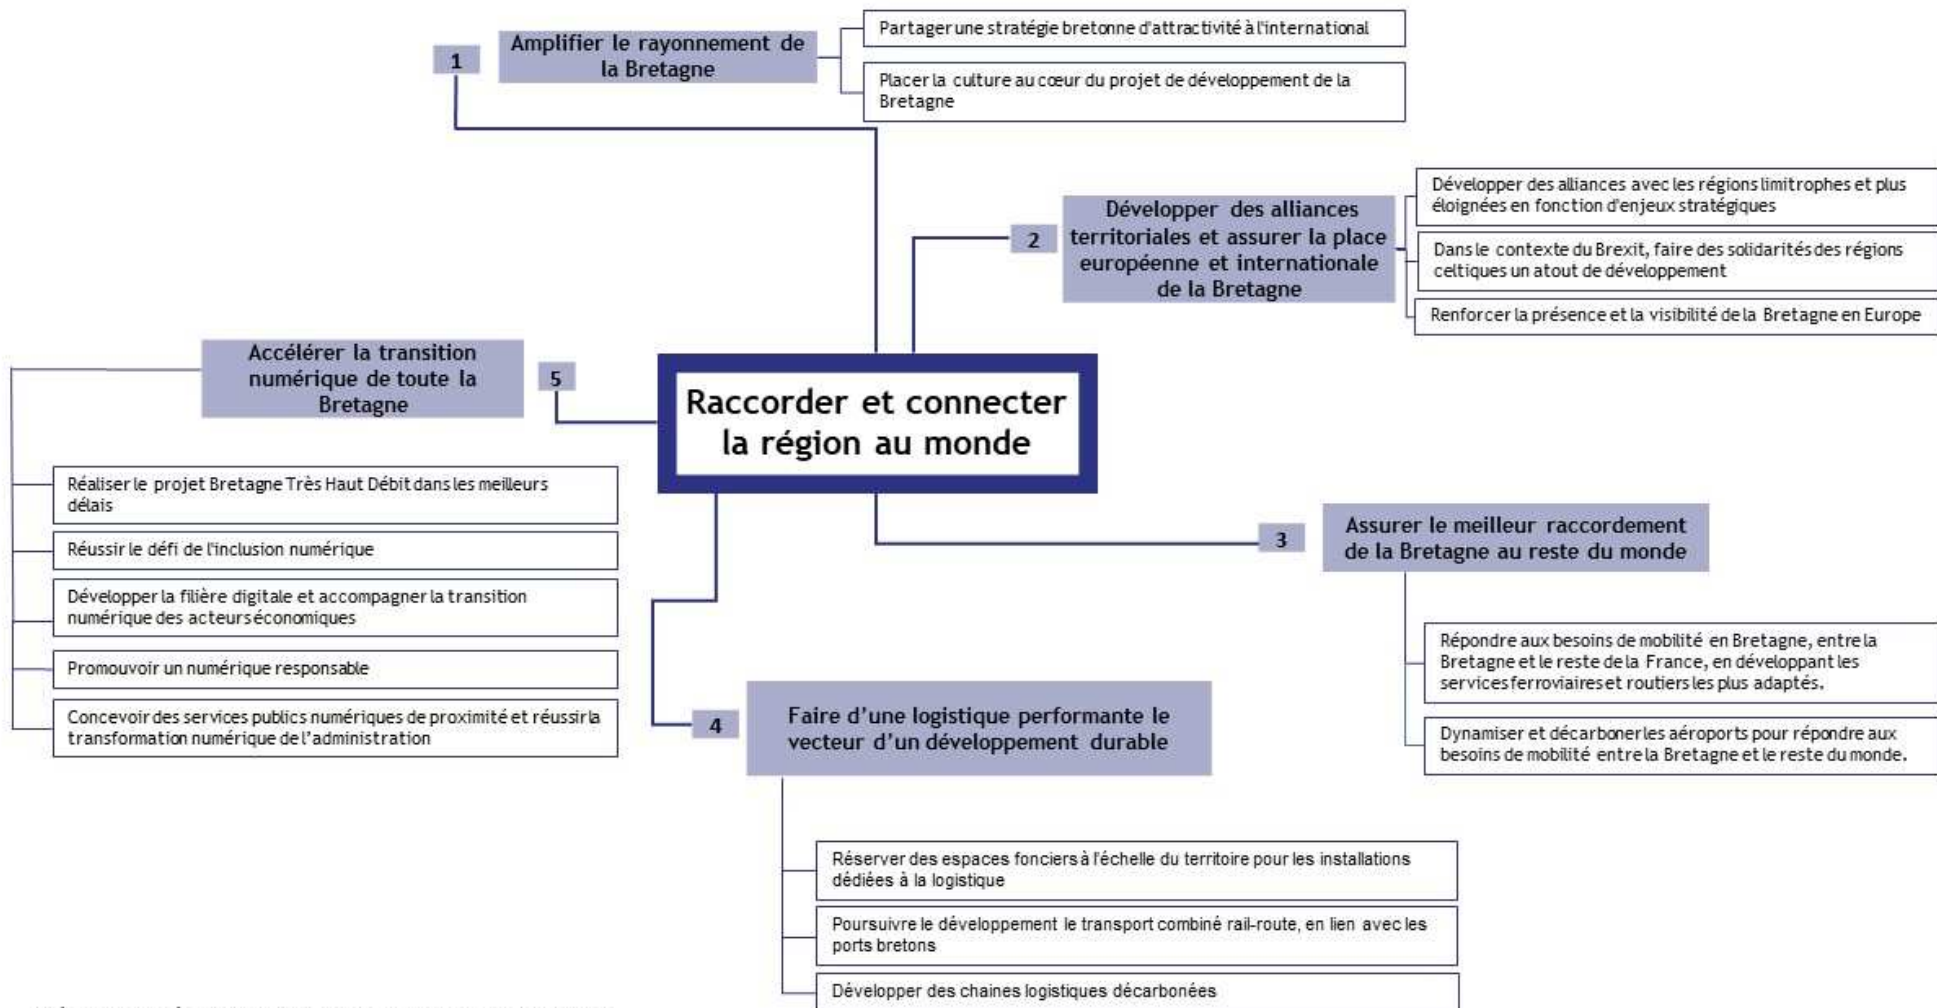 1
Amplifier le rayonnement de
la Bretagne
Partager une stratégie bretonne d'attractivité à l'international
Placer la culture au cœur du projet de développement de la
Bretagne
2
Développer des alliances
territoriales et assurer la place
européenne et internationale
de la Bretagne
Développer des alliances avec les régions limitrophes et plus
éloignées en fonction d'enjeux stratégiques
Dans le contexte du Brexit, faire des solidarités des régions
celtiques un atout de développement
Renforcer la présence et la visibilité de la Bretagne en Europe
Raccorder et connecter
la région au monde
5
Accélérer la transition
numérique de toute la
Bretagne
Réaliser le projet Bretagne Très Haut Débit dans les meilleurs
délais
Réussir le défi de l'inclusion numérique
Développer la filière digitale et accompagner la transition
numérique des acteurs économiques
Promouvoir un numérique responsable
Concevoir des services publics numériques de proximité et réussir la
transformation numérique de l'administration
3
Assurer le meilleur raccordement
de la Bretagne au reste du monde
Répondre aux besoins de mobilité en Bretagne, entre la
Bretagne et le reste de la France, en développant les
services ferroviaires et routiers les plus adaptés.
Dynamiser et décarboner les aéroports pour répondre aux
besoins de mobilité entre la Bretagne et le reste du monde.
4
Faire d'une logistique performante le
vecteur d'un développement durable
Réserver des espaces fonciers à l'échelle du territoire pour les installations
dédiées à la logistique
Poursuivre le développement le transport combiné rail-route, en lien avec les
ports bretons
Développer des chaines logistiques décarbonées